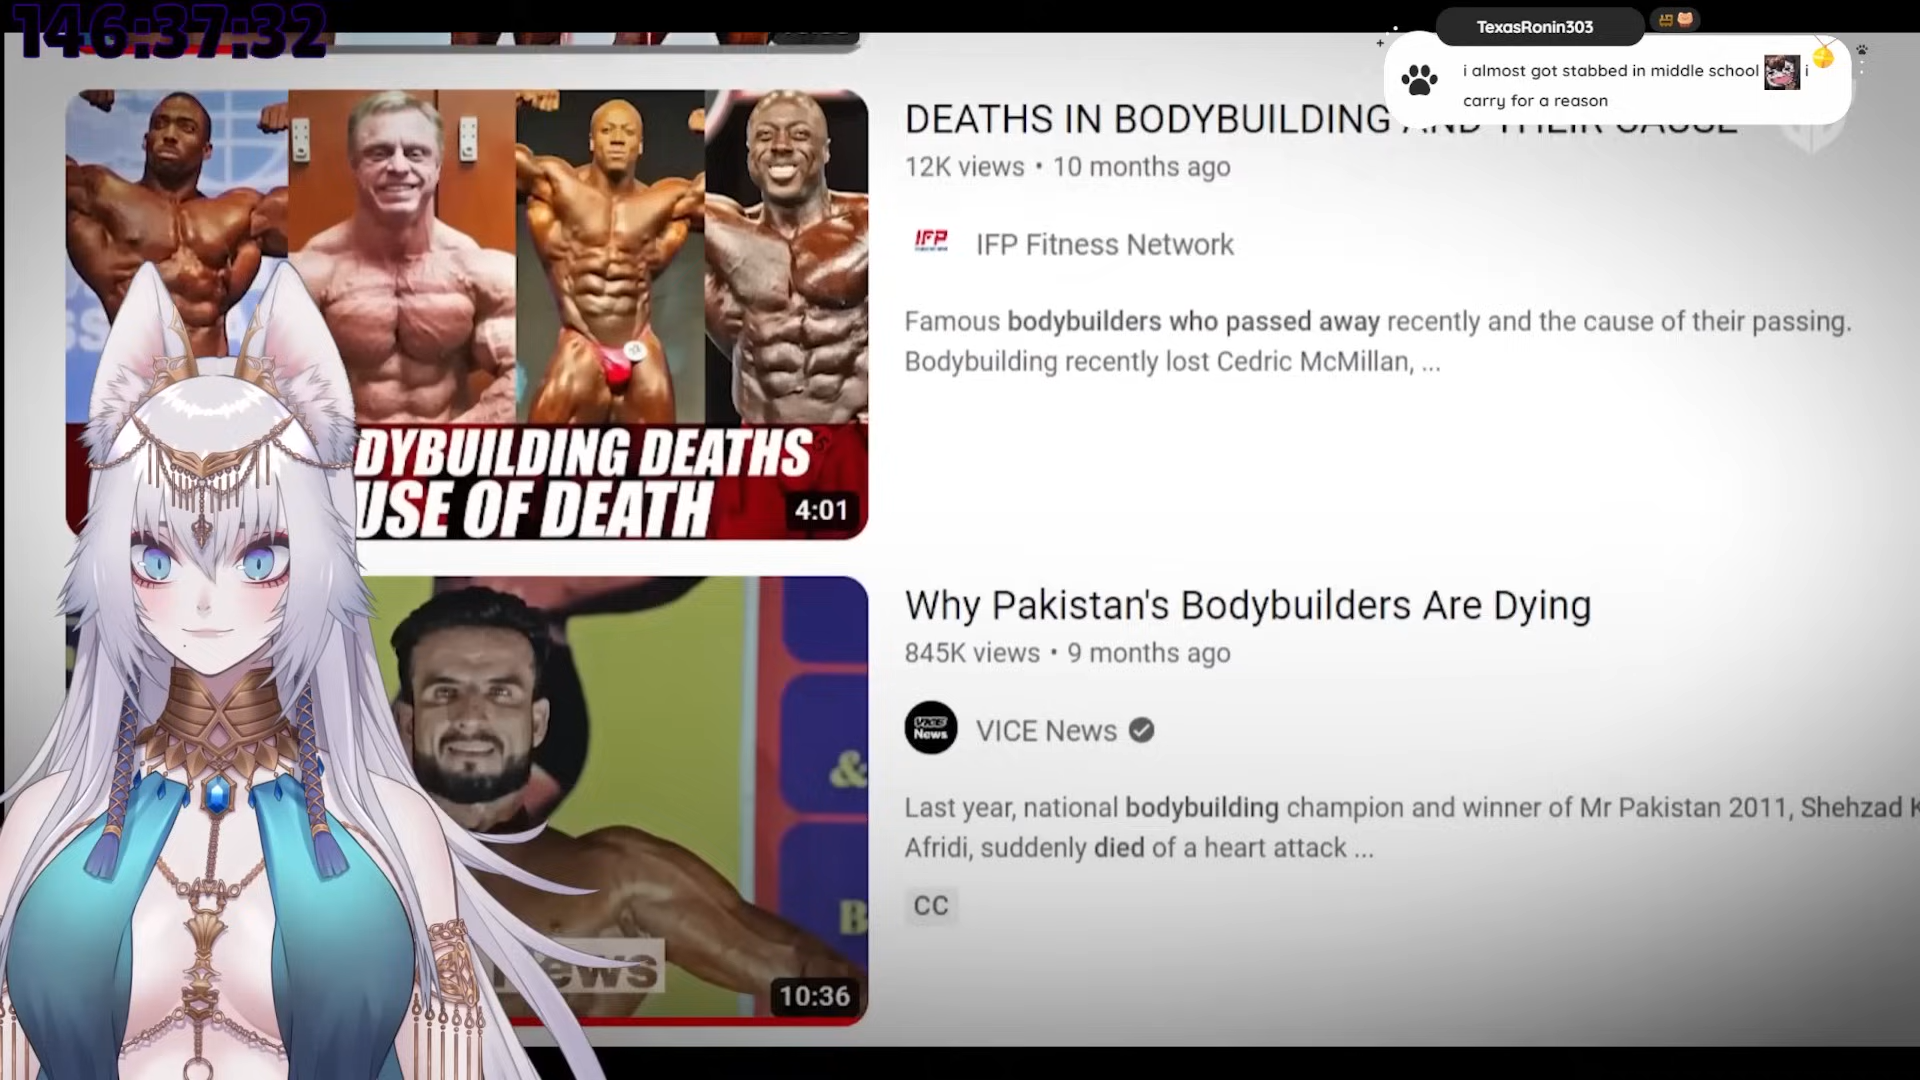 146:37:32
TexasRonin303
i almost got stabbed in middle school i
carry for a reason
DEATHS IN BODYBUILDING AND THEIR CAUSE
12K views • 10 months ago
IFP
IFP Fitness Network
Famous bodybuilders who passed away recently and the cause of their passing.
Bodybuilding recently lost Cedric McMillan, ...
DYBUILDING DEATHS
USE OF DEATH
4:01
Why Pakistan's Bodybuilders Are Dying
845K views • 9 months ago
VICE
News
VICE News
Last year, national bodybuilding champion and winner of Mr Pakistan 2011, Shehzad K
Afridi, suddenly died of a heart attack ...
CC
&
B
News
10:36